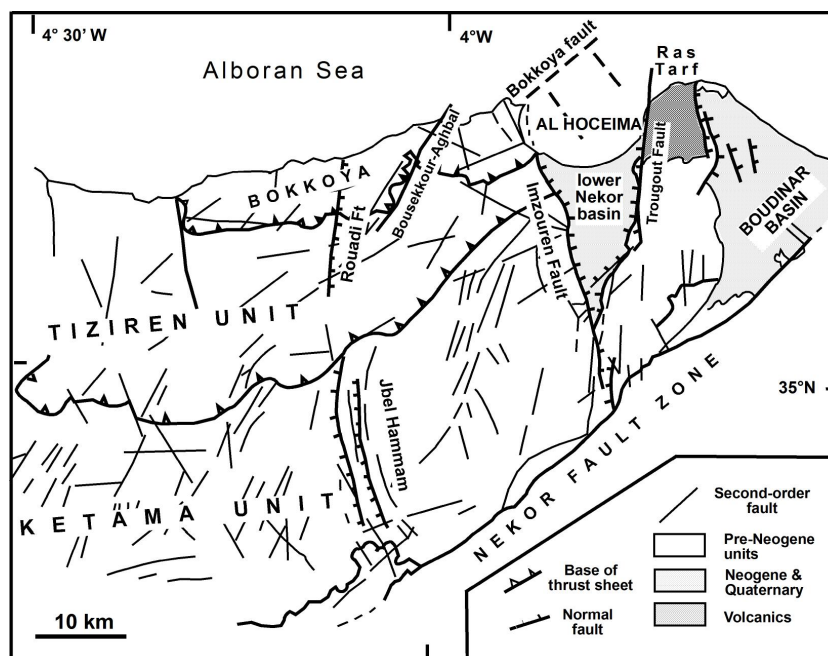 4° 30' W
4°W
Ras
Tarf
Alboran Sea
Bokkoya fault
AL HOCEIMA
BOKKOYA
Rouadi Ft
Bousekkour-Aghbal
lower
Nekor
basin
Trougout Fault
Imzouren Fault
BOUDINAR
BASIN
TIZIREN UNIT
35°N
Jbel Hammam
KETAMA UNIT
NEKOR FAULT ZONE
Second-order
fault
Pre-Neogene
units
Base of
thrust sheet
Neogene &
Quaternary
Normal
fault
Volcanics
10 km